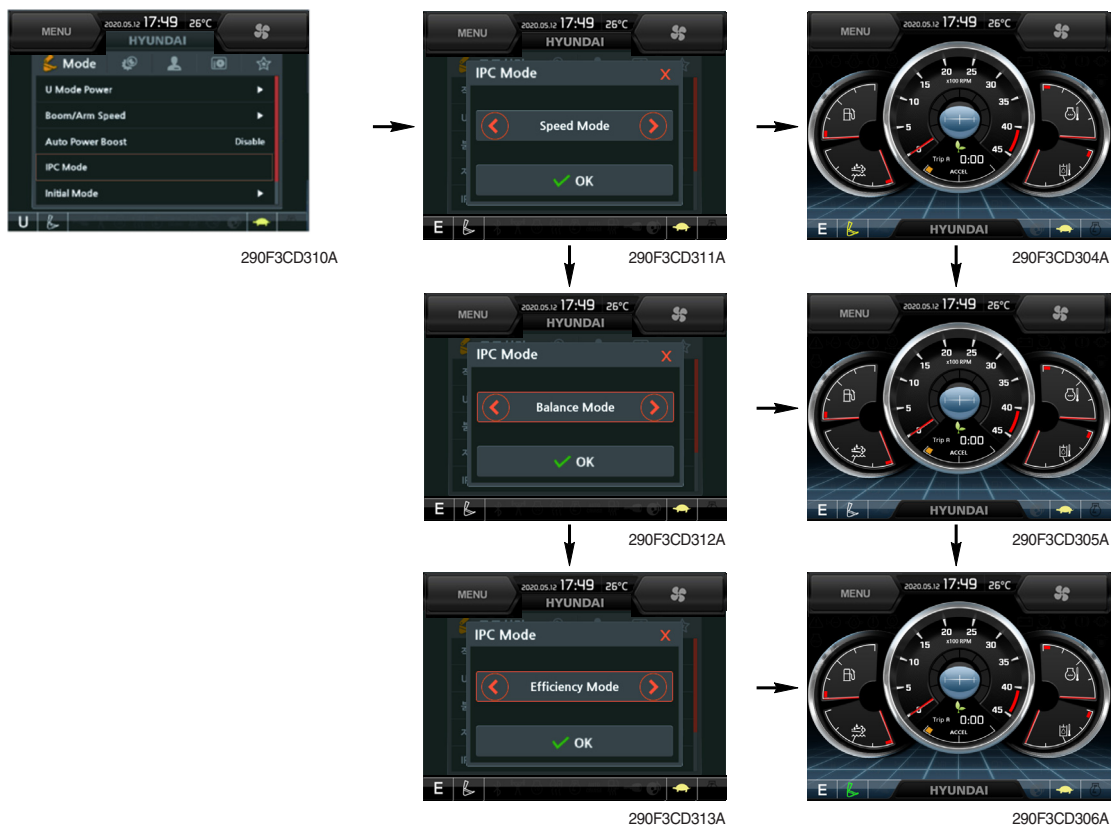 MENU 2020.05.12 17:49 26°C
HYUNDAI
Mode
U Mode Power
Boom/Arm Speed
Auto Power Boost Disable
IPC Mode
Initial Mode
U
290F3CD310A
MENU 2020.05.12 17:49 26°C
HYUNDAI
IPC Mode X
Speed Mode
OK
E
290F3CD311A
MENU 2020.05.12 17:49 26°C
20 25
x100 RPM
15 30
10 35
5 40
0 45
Trip A 0:00
ACCEL
E HYUNDAI
290F3CD304A
MENU 2020.05.12 17:49 26°C
HYUNDAI
IPC Mode X
Balance Mode
OK
E
290F3CD312A
MENU 2020.05.12 17:49 26°C
20 25
x100 RPM
15 30
10 35
5 40
0 45
Trip A 0:00
ACCEL
E HYUNDAI
290F3CD305A
MENU 2020.05.12 17:49 26°C
HYUNDAI
IPC Mode X
Efficiency Mode
OK
E
290F3CD313A
MENU 2020.05.12 17:49 26°C
20 25
x100 RPM
15 30
10 35
5 40
0 45
Trip A 0:00
ACCEL
E HYUNDAI
290F3CD306A